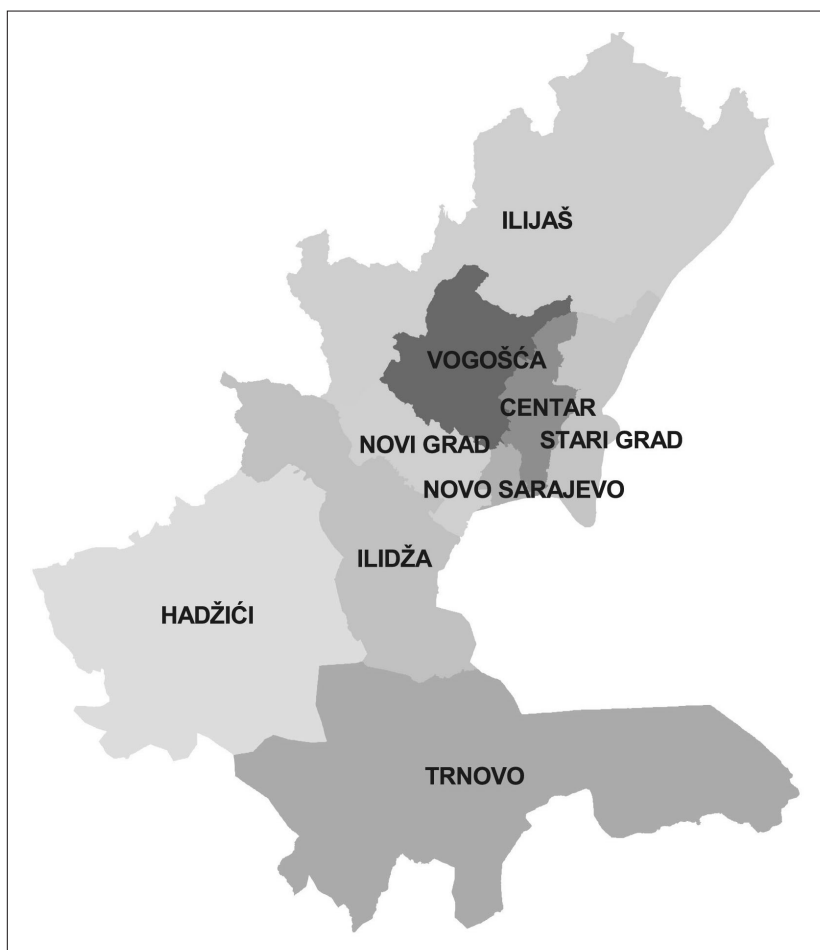 ILIJAŠ
VOGOŠĆA
CENTAR
STARI GRAD
NOVI GRAD
NOVO SARAJEVO
ILIDŽA
HADŽIĆI
TRNOVO